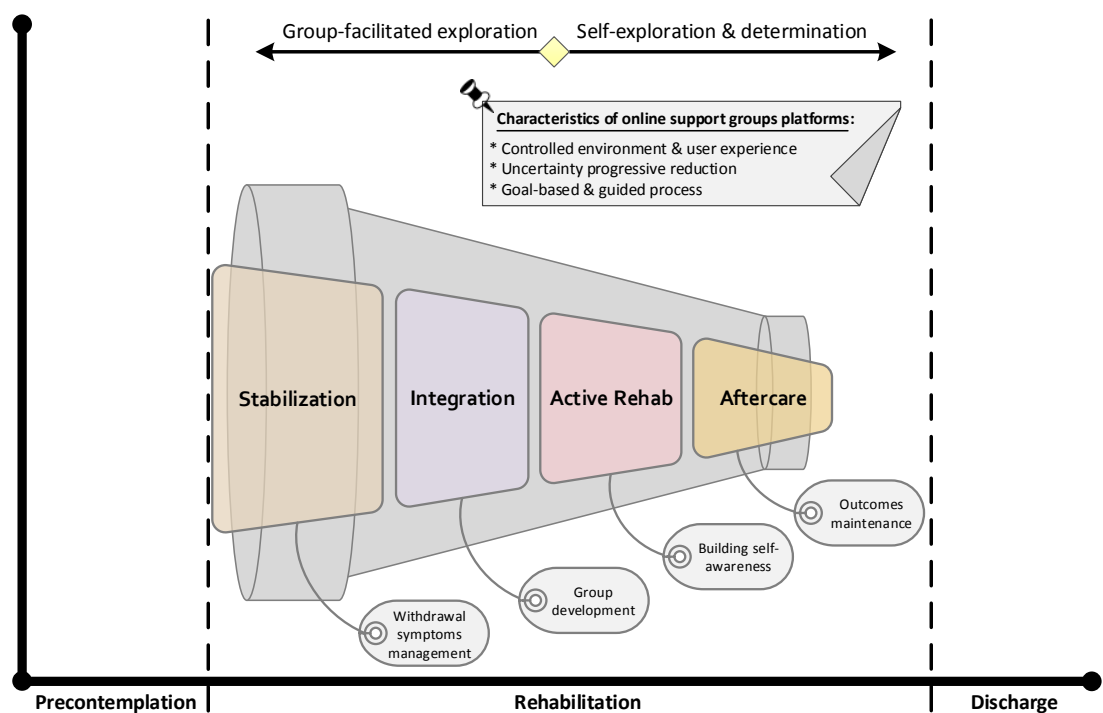 Group-facilitated exploration
Self-exploration & determination
Characteristics of online support groups platforms:
* Controlled environment & user experience
* Uncertainty progressive reduction
* Goal-based & guided process
Stabilization
Integration
Active Rehab
Aftercare
Outcomes
maintenance
Building self-
awareness
Group
development
Withdrawal
symptoms
management
Precontemplation
Rehabilitation
Discharge